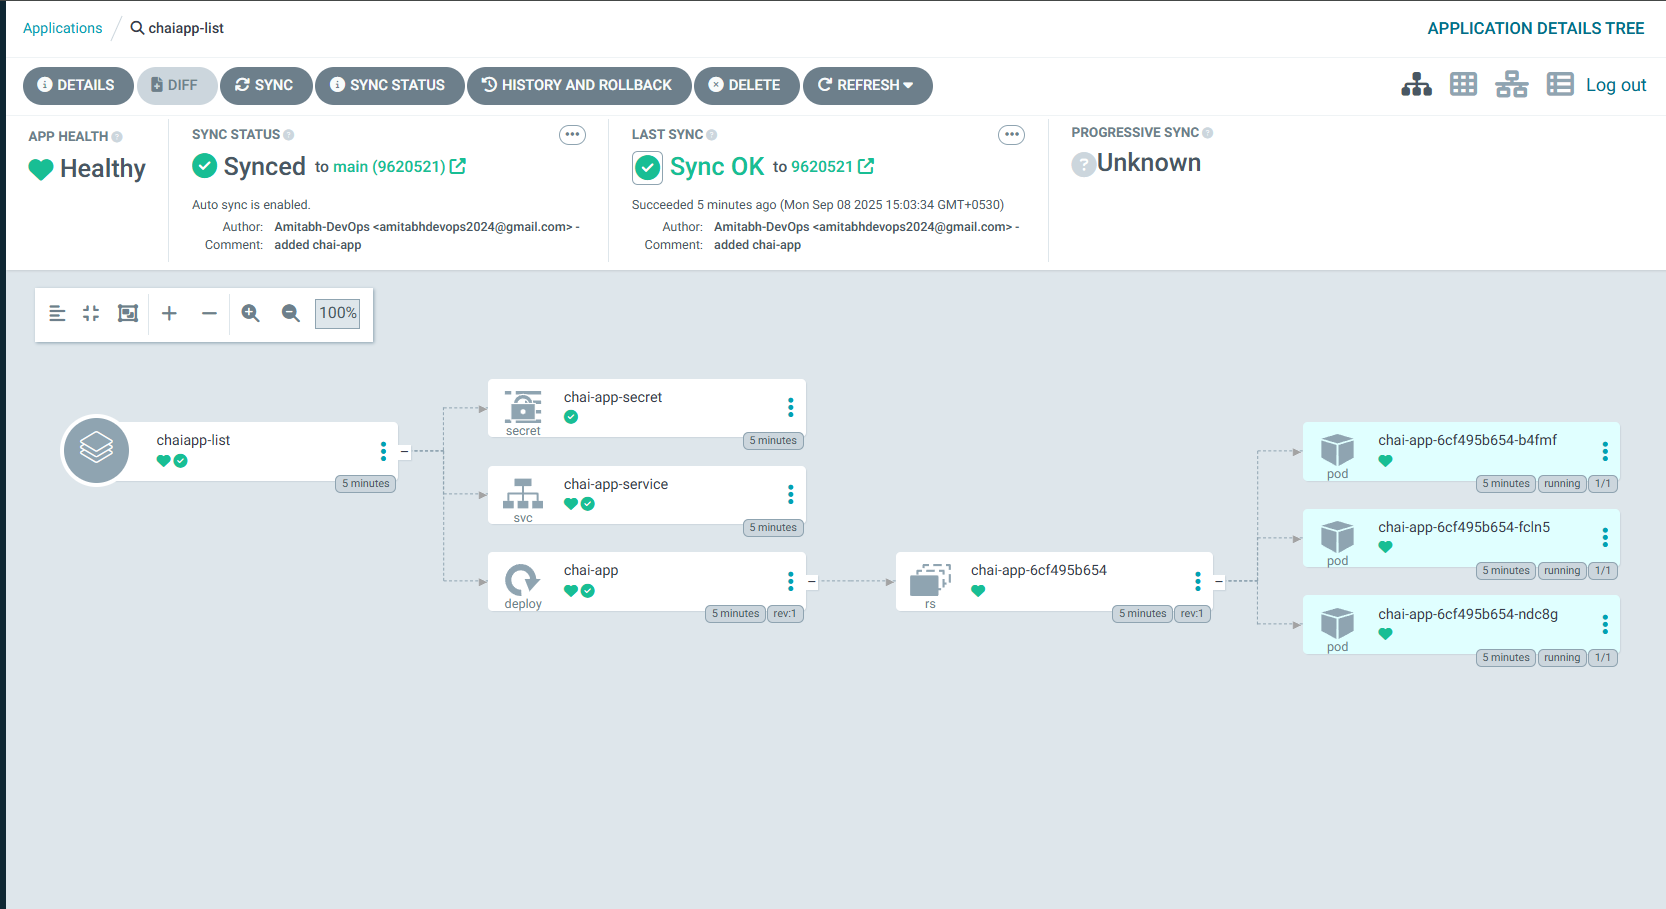 Applications / chaiapp-list
APPLICATION DETAILS TREE
DETAILS DIFF SYNC SYNC STATUS HISTORY AND ROLLBACK DELETE REFRESH
Log out
APP HEALTH
Healthy
SYNC STATUS
Synced to main (9620521)
Auto sync is enabled.
Author: Amitabh-DevOps <amitabhdevops2024@gmail.com> -
Comment: added chai-app
LAST SYNC
Sync OK to 9620521
Succeeded 5 minutes ago (Mon Sep 08 2025 15:03:34 GMT+0530)
Author: Amitabh-DevOps <amitabhdevops2024@gmail.com> -
Comment: added chai-app
PROGRESSIVE SYNC
Unknown
100%
chaiapp-list
5 minutes
chai-app-secret
secret
5 minutes
chai-app-service
svc
5 minutes
chai-app
deploy
5 minutes rev:1
chai-app-6cf495b654
rs
5 minutes rev:1
chai-app-6cf495b654-b4fmf
pod
5 minutes running 1/1
chai-app-6cf495b654-fcln5
pod
5 minutes running 1/1
chai-app-6cf495b654-ndc8g
pod
5 minutes running 1/1